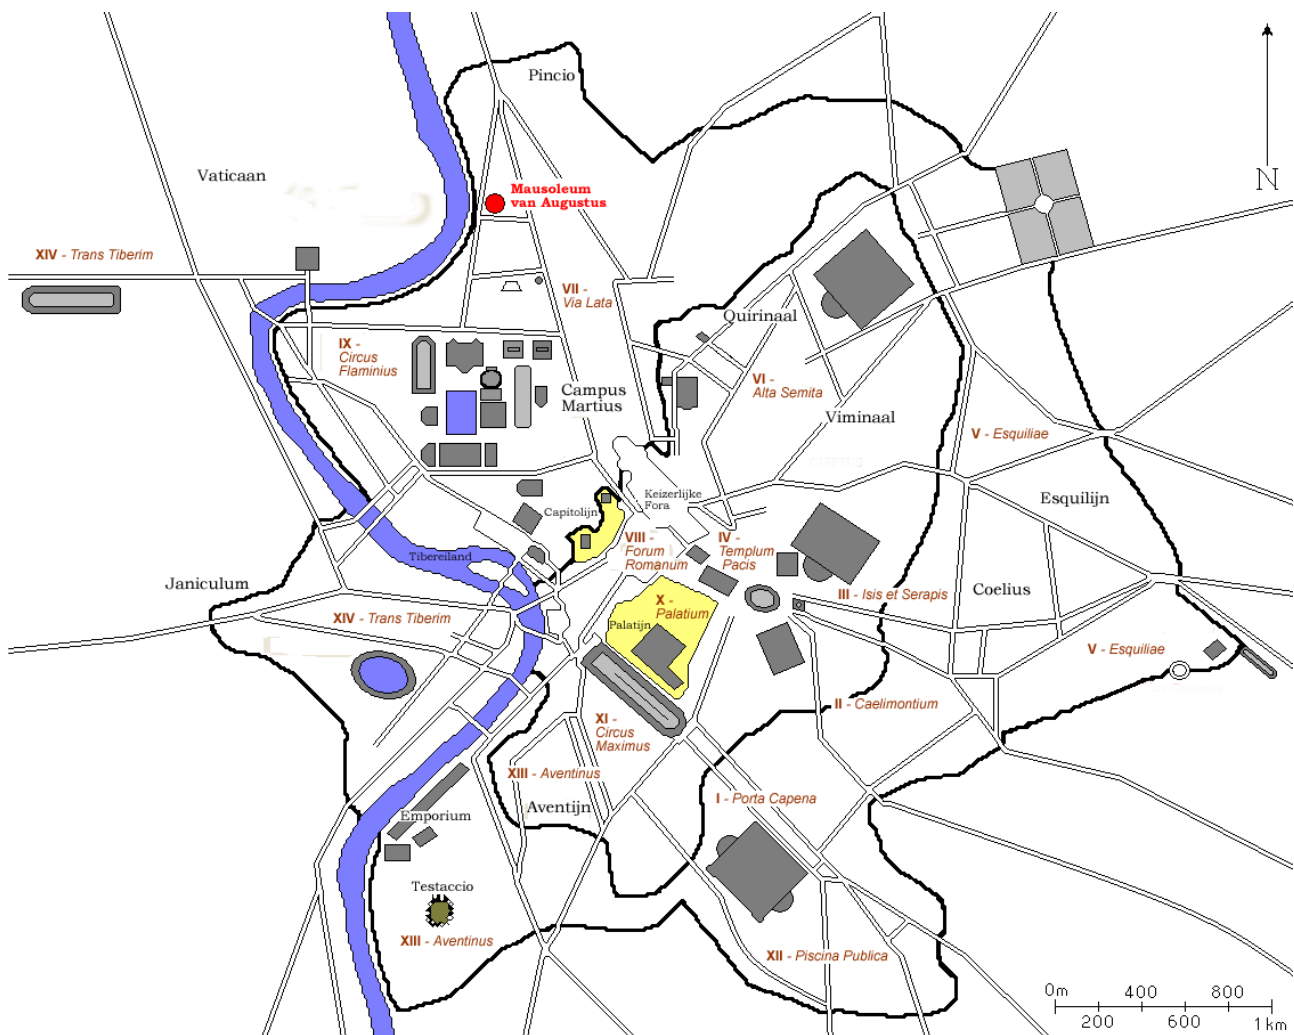 Pincio
Vaticaan
Mausoleum
van Augustus
N
XIV - Trans Tiberim
VII -
Via Lata
Quirinaal
IX -
Circus
Flaminius
VI -
Alta Semita
Campus
Martius
Viminaal
V - Esquiliae
Keizerlijke
Fora
Esquilijn
Capitolijn
VIII -
Forum
Romanum
IV -
Templum
Pacis
Tibereiland
Janiculum
III - Isis et Serapis
Coelius
X -
Palatium
XIV - Trans Tiberim
Palatijn
V - Esquiliae
II - Caelimontium
XI -
Circus
Maximus
XIII - Aventinus
I - Porta Capena
Aventijn
Emporium
Testaccio
XIII - Aventinus
XII - Piscina Publica
0m 400 800
200 600 1km